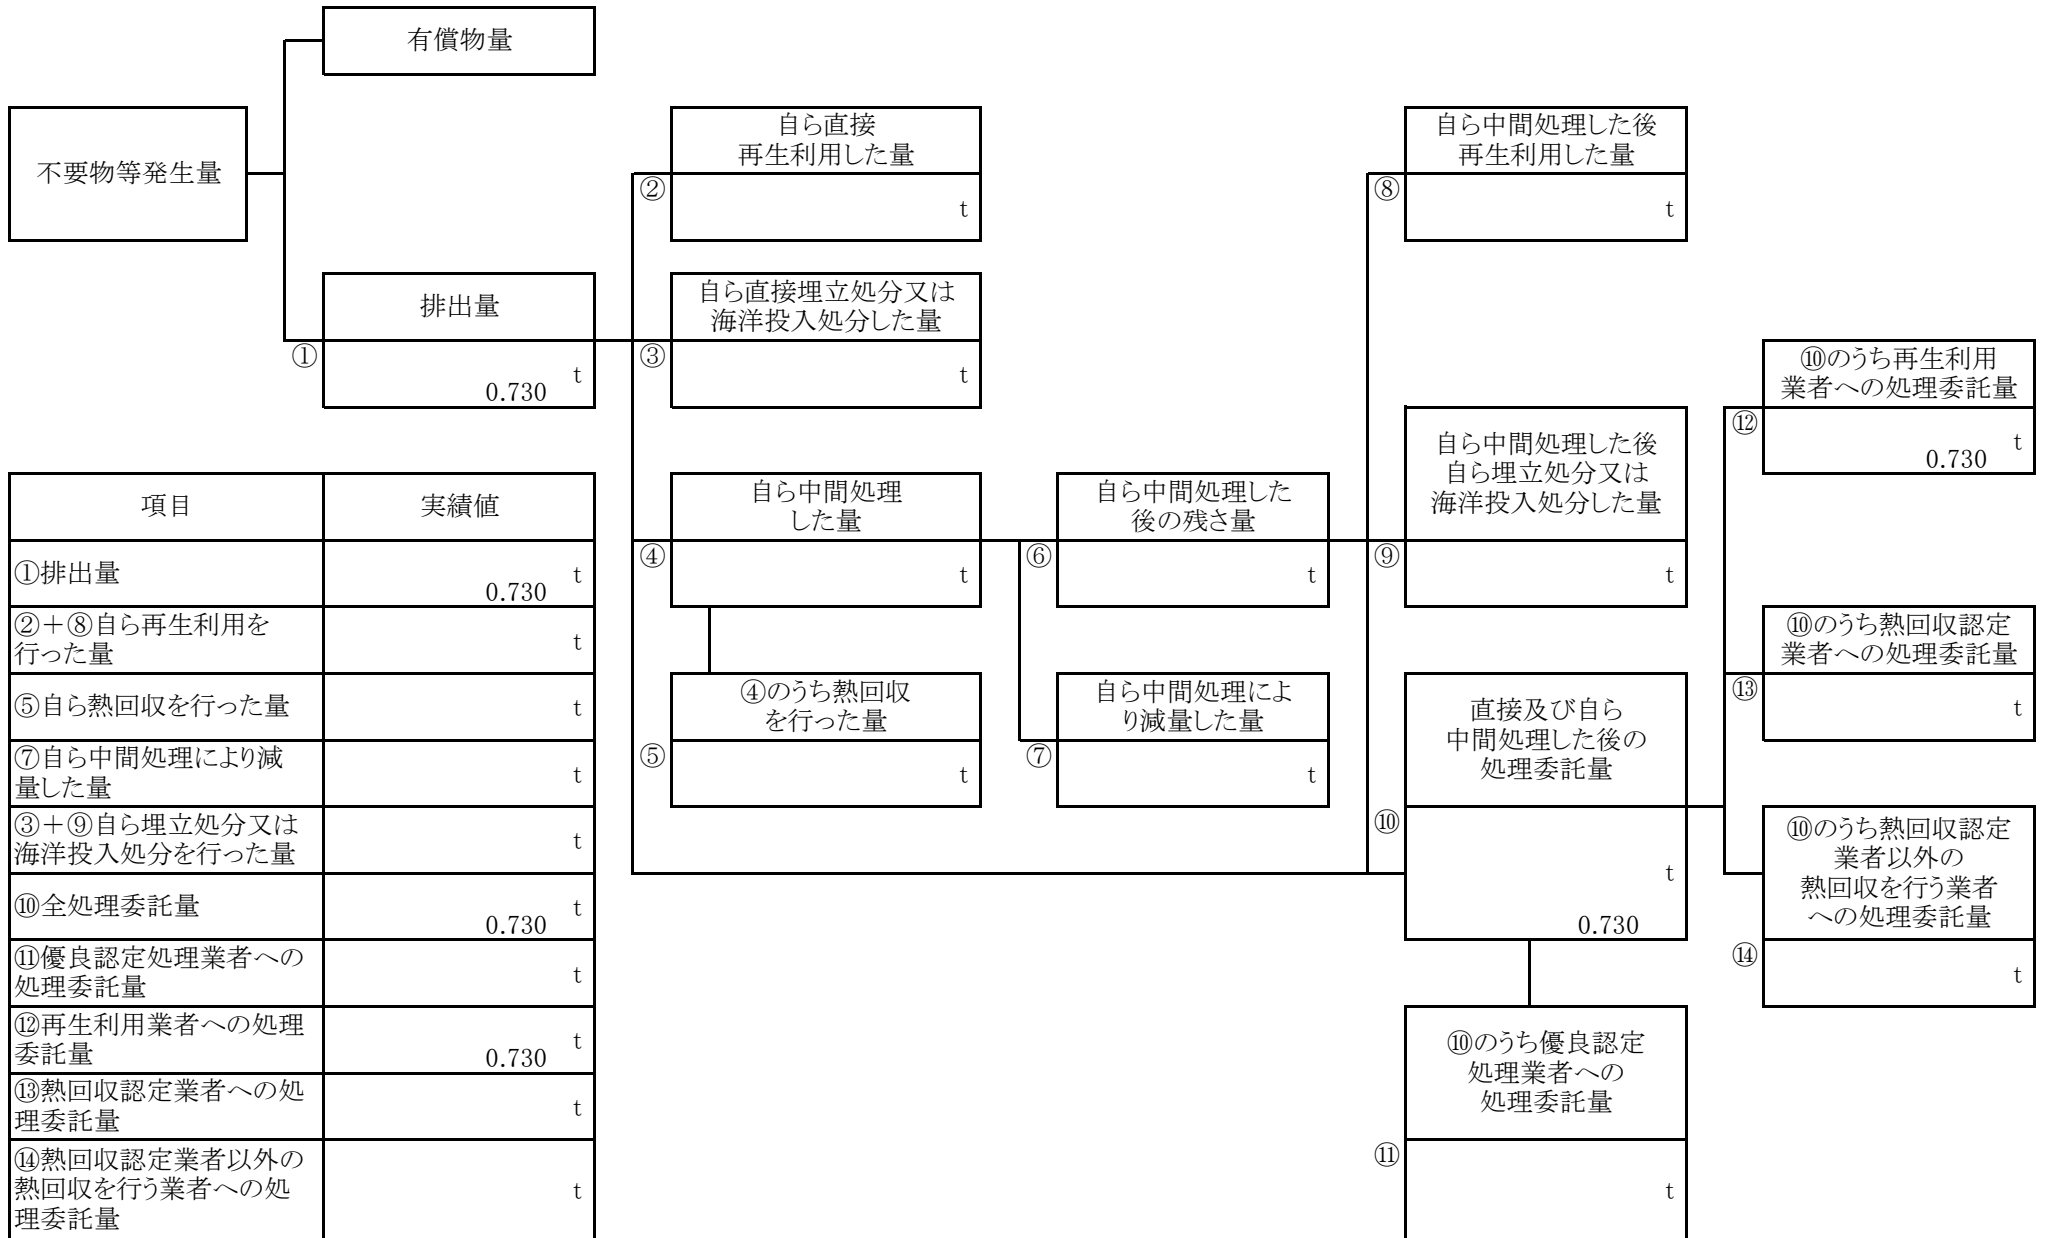 有償物量
不要物等発生量
自ら直接
再生利用した量
②
t
自ら中間処理した後
再生利用した量
⑧
t
排出量
①
t
0.730
自ら直接埋立処分又は
海洋投入処分した量
③
t
⑩のうち再生利用
業者への処理委託量
⑫
t
0.730
自ら中間処理
した量
④
t
自ら中間処理した
後の残さ量
⑥
t
自ら中間処理した後
自ら埋立処分又は
海洋投入処分した量
⑨
t
⑩のうち熱回収認定
業者への処理委託量
⑬
t
④のうち熱回収
を行った量
⑤
t
自ら中間処理によ
り減量した量
⑦
t
直接及び自ら
中間処理した後の
処理委託量
⑩
t
0.730
⑩のうち熱回収認定
業者以外の
熱回収を行う業者
への処理委託量
⑭
t
⑩のうち優良認定
処理業者への
処理委託量
⑪
t
項目 実績値
①排出量 t
0.730
②＋⑧自ら再生利用を
行った量 t
⑤自ら熱回収を行った量 t
⑦自ら中間処理により減
量した量 t
③＋⑨自ら埋立処分又は
海洋投入処分を行った量 t
⑩全処理委託量 t
0.730
⑪優良認定処理業者への
処理委託量 t
⑫再生利用業者への処理
委託量 t
0.730
⑬熱回収認定業者への処
理委託量 t
⑭熱回収認定業者以外の
熱回収を行う業者への処
理委託量 t